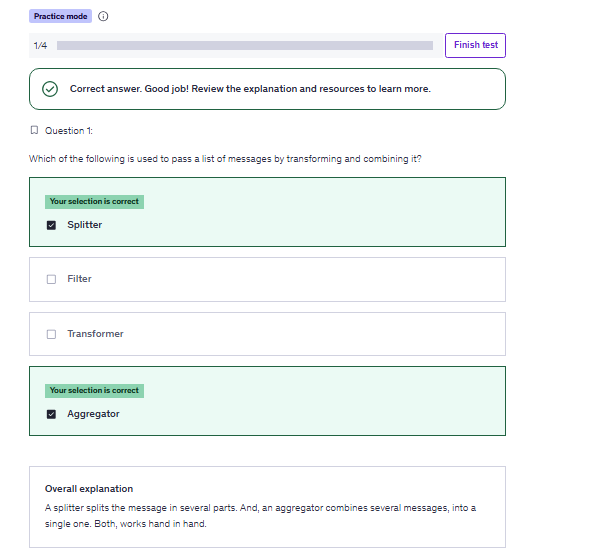 Practice mode
1/4
Finish test
Correct answer. Good job! Review the explanation and resources to learn more.
Question 1:
Which of the following is used to pass a list of messages by transforming and combining it?
Your selection is correct
Splitter
Filter
Transformer
Your selection is correct
Aggregator
Overall explanation
A splitter splits the message in several parts. And, an aggregator combines several messages, into a
single one. Both, works hand in hand.